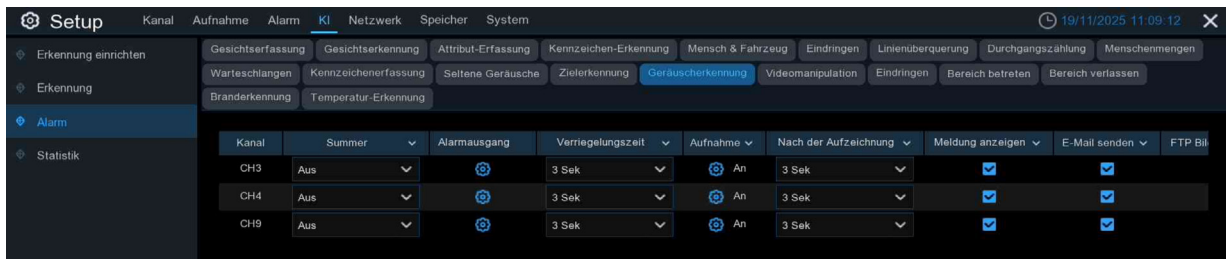 Setup Kanal Aufnahme Alarm KI Netzwerk Speicher System 19/11/2025 11:09:12
Erkennung einrichten
Erkennung
Alarm
Statistik
Gesichtserfassung Gesichtserkennung Attribut-Erfassung Kennzeichen-Erkennung Mensch & Fahrzeug Eindringen Linienüberquerung Durchgangszählung Menschenmengen
Warteschlangen Kennzeichenerfassung Seltene Geräusche Zielerkennung Geräuscherkennung Videomanipulation Eindringen Bereich betreten Bereich verlassen
Branderkennung Temperatur-Erkennung
Kanal Summer Alarmausgang Verriegelungszeit Aufnahme Nach der Aufzeichnung Meldung anzeigen E-Mail senden FTP Bil
CH3 Aus 3 Sek An 3 Sek
CH4 Aus 3 Sek An 3 Sek
CH9 Aus 3 Sek An 3 Sek